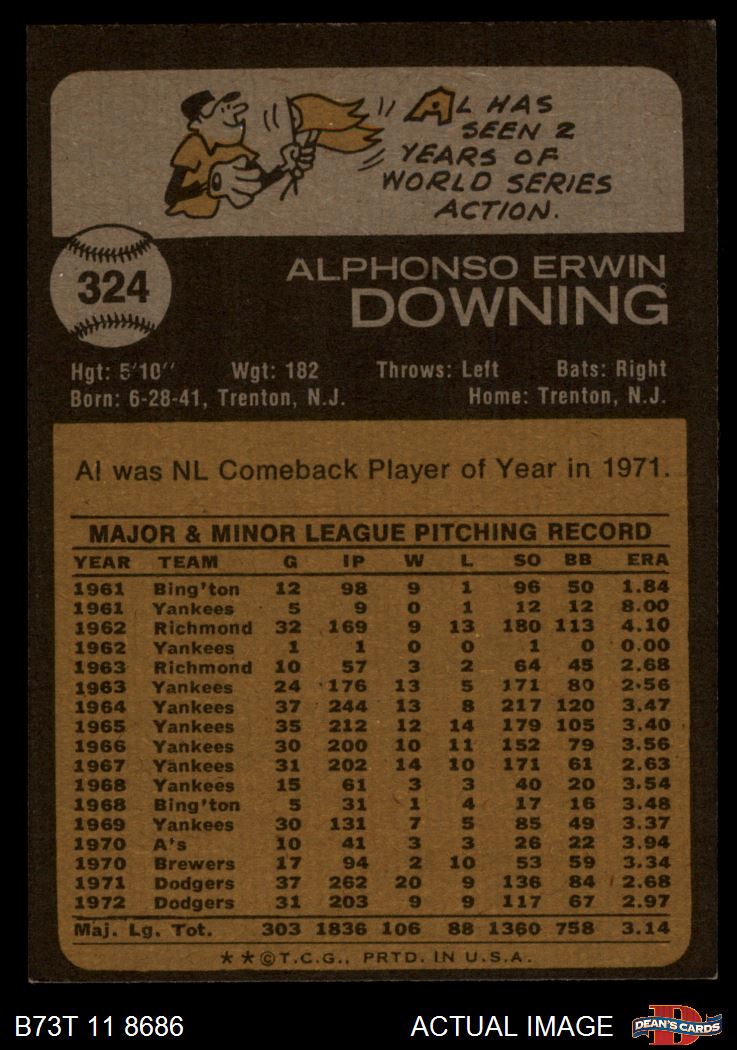 AL HAS
SEEN 2
YEARS OF
WORLD SERIES
ACTION.
324
ALPHONSO ERWIN
DOWNING
Hgt: 5'10" Wgt: 182 Throws: Left Bats: Right
Born: 6-28-41, Trenton, N.J. Home: Trenton, N.J.
Al was NL Comeback Player of Year in 1971.
MAJOR & MINOR LEAGUE PITCHING RECORD
YEAR TEAM G IP W L SO BB ERA
1961 Bing'ton 12 98 9 1 96 50 1.84
1961 Yankees 5 9 0 1 12 12 8.00
1962 Richmond 32 169 9 13 180 113 4.10
1962 Yankees 1 1 0 0 1 0 0.00
1963 Richmond 10 57 3 2 64 45 2.68
1963 Yankees 24 176 13 5 171 80 2.56
1964 Yankees 37 244 13 8 217 120 3.47
1965 Yankees 35 212 12 14 179 105 3.40
1966 Yankees 30 200 10 11 152 79 3.56
1967 Yankees 31 202 14 10 171 61 2.63
1968 Yankees 15 61 3 3 40 20 3.54
1968 Bing'ton 5 31 1 4 17 16 3.48
1969 Yankees 30 131 7 5 85 49 3.37
1970 A's 10 41 3 3 26 22 3.94
1970 Brewers 17 94 2 10 53 59 3.34
1971 Dodgers 37 262 20 9 136 84 2.68
1972 Dodgers 31 203 9 9 117 67 2.97
Maj. Lg. Tot. 303 1836 106 88 1360 758 3.14
**©T.C.G., PRTD. IN U.S.A.
B73T 11 8686 ACTUAL IMAGE DEAN'S CARDS